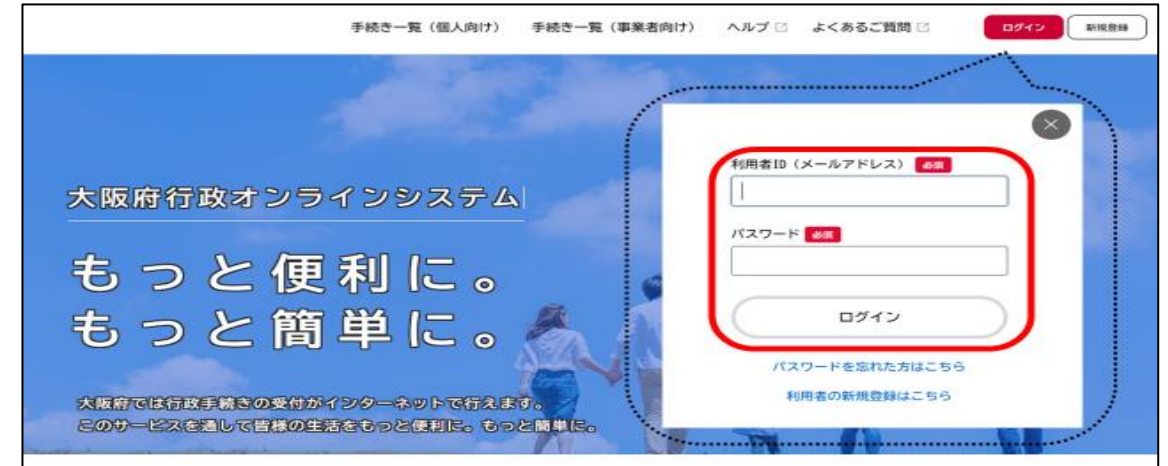 手続き一覧（個人向け） 手続き一覧（事業者向け） ヘルプ よくあるご質問 ログイン 新規登録
利用者ID（メールアドレス） 必須
パスワード 必須
ログイン
パスワードを忘れた方はこちら
利用者の新規登録はこちら
大阪府行政オンラインシステム
もっと便利に。
もっと簡単に。
大阪府では行政手続きの受付がインターネットで行えます。
このサービスを通して皆様の生活をもっと便利に。もっと簡単に。